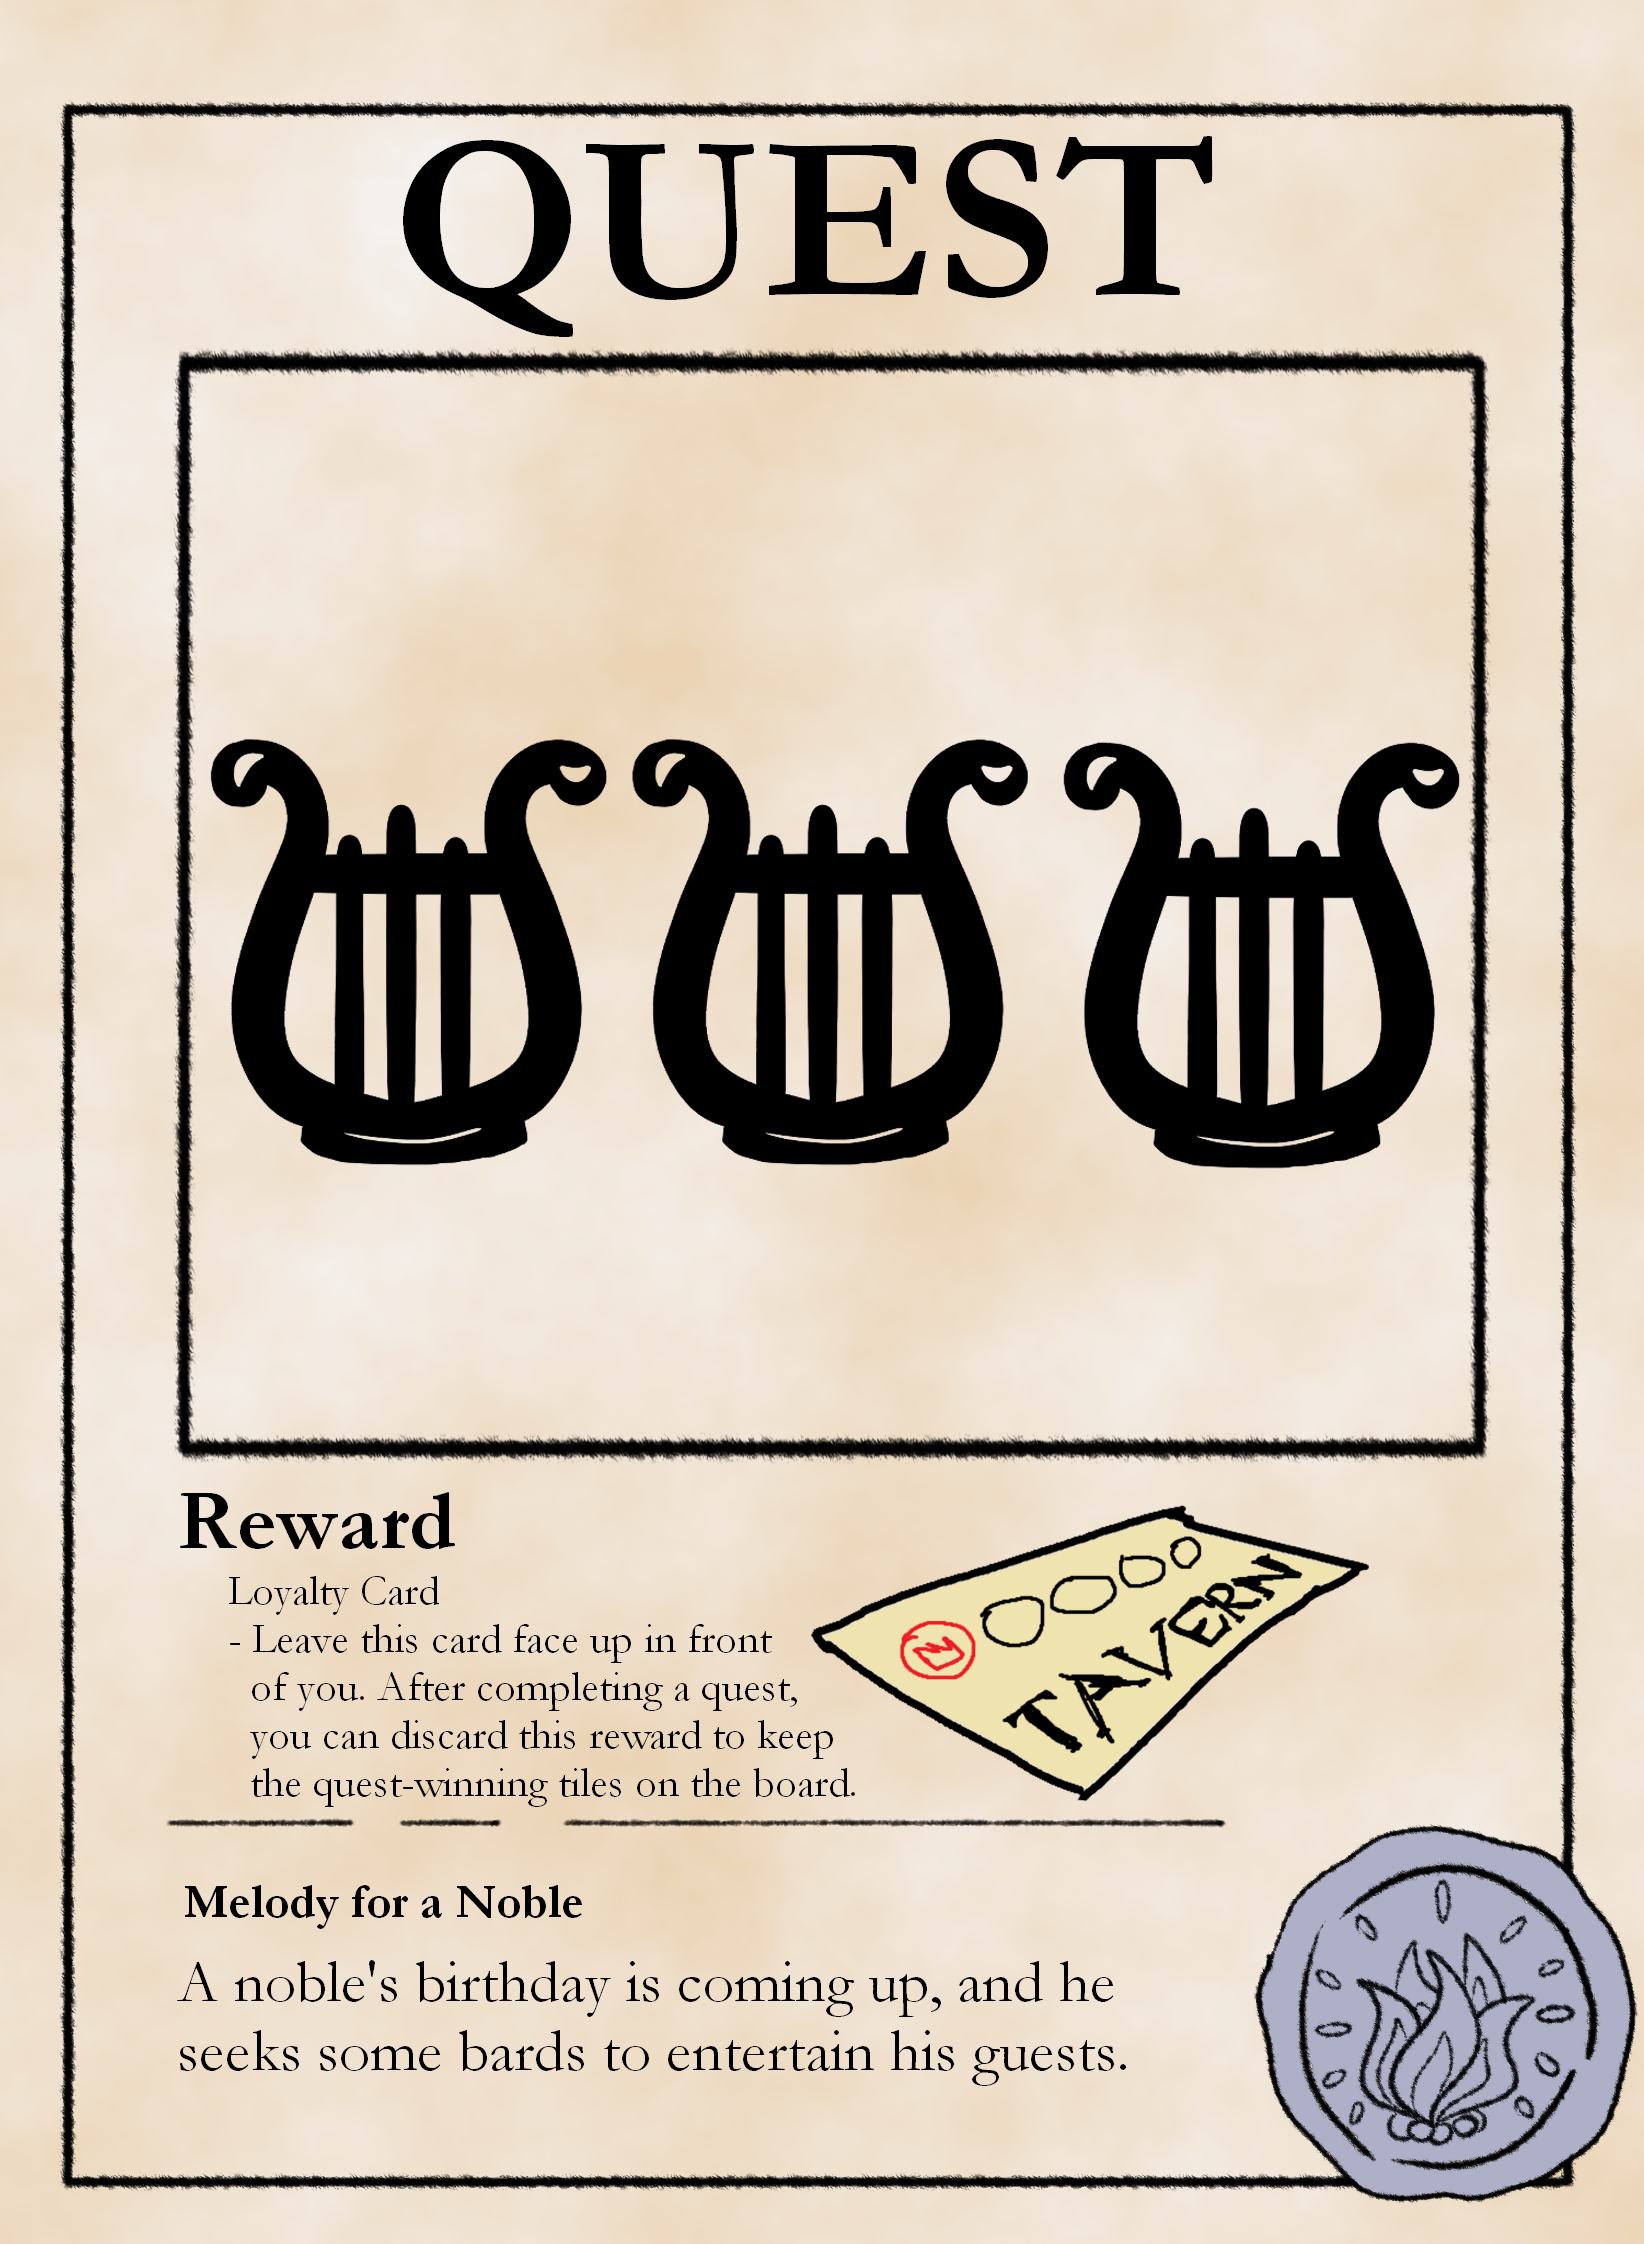 QUEST
Reward
Loyalty Card
- Leave this card face up in front
of you. After completing a quest,
you can discard this reward to keep
the quest-winning tiles on the board.
TAVERN
Melody for a Noble
A noble's birthday is coming up, and he
seeks some bards to entertain his guests.